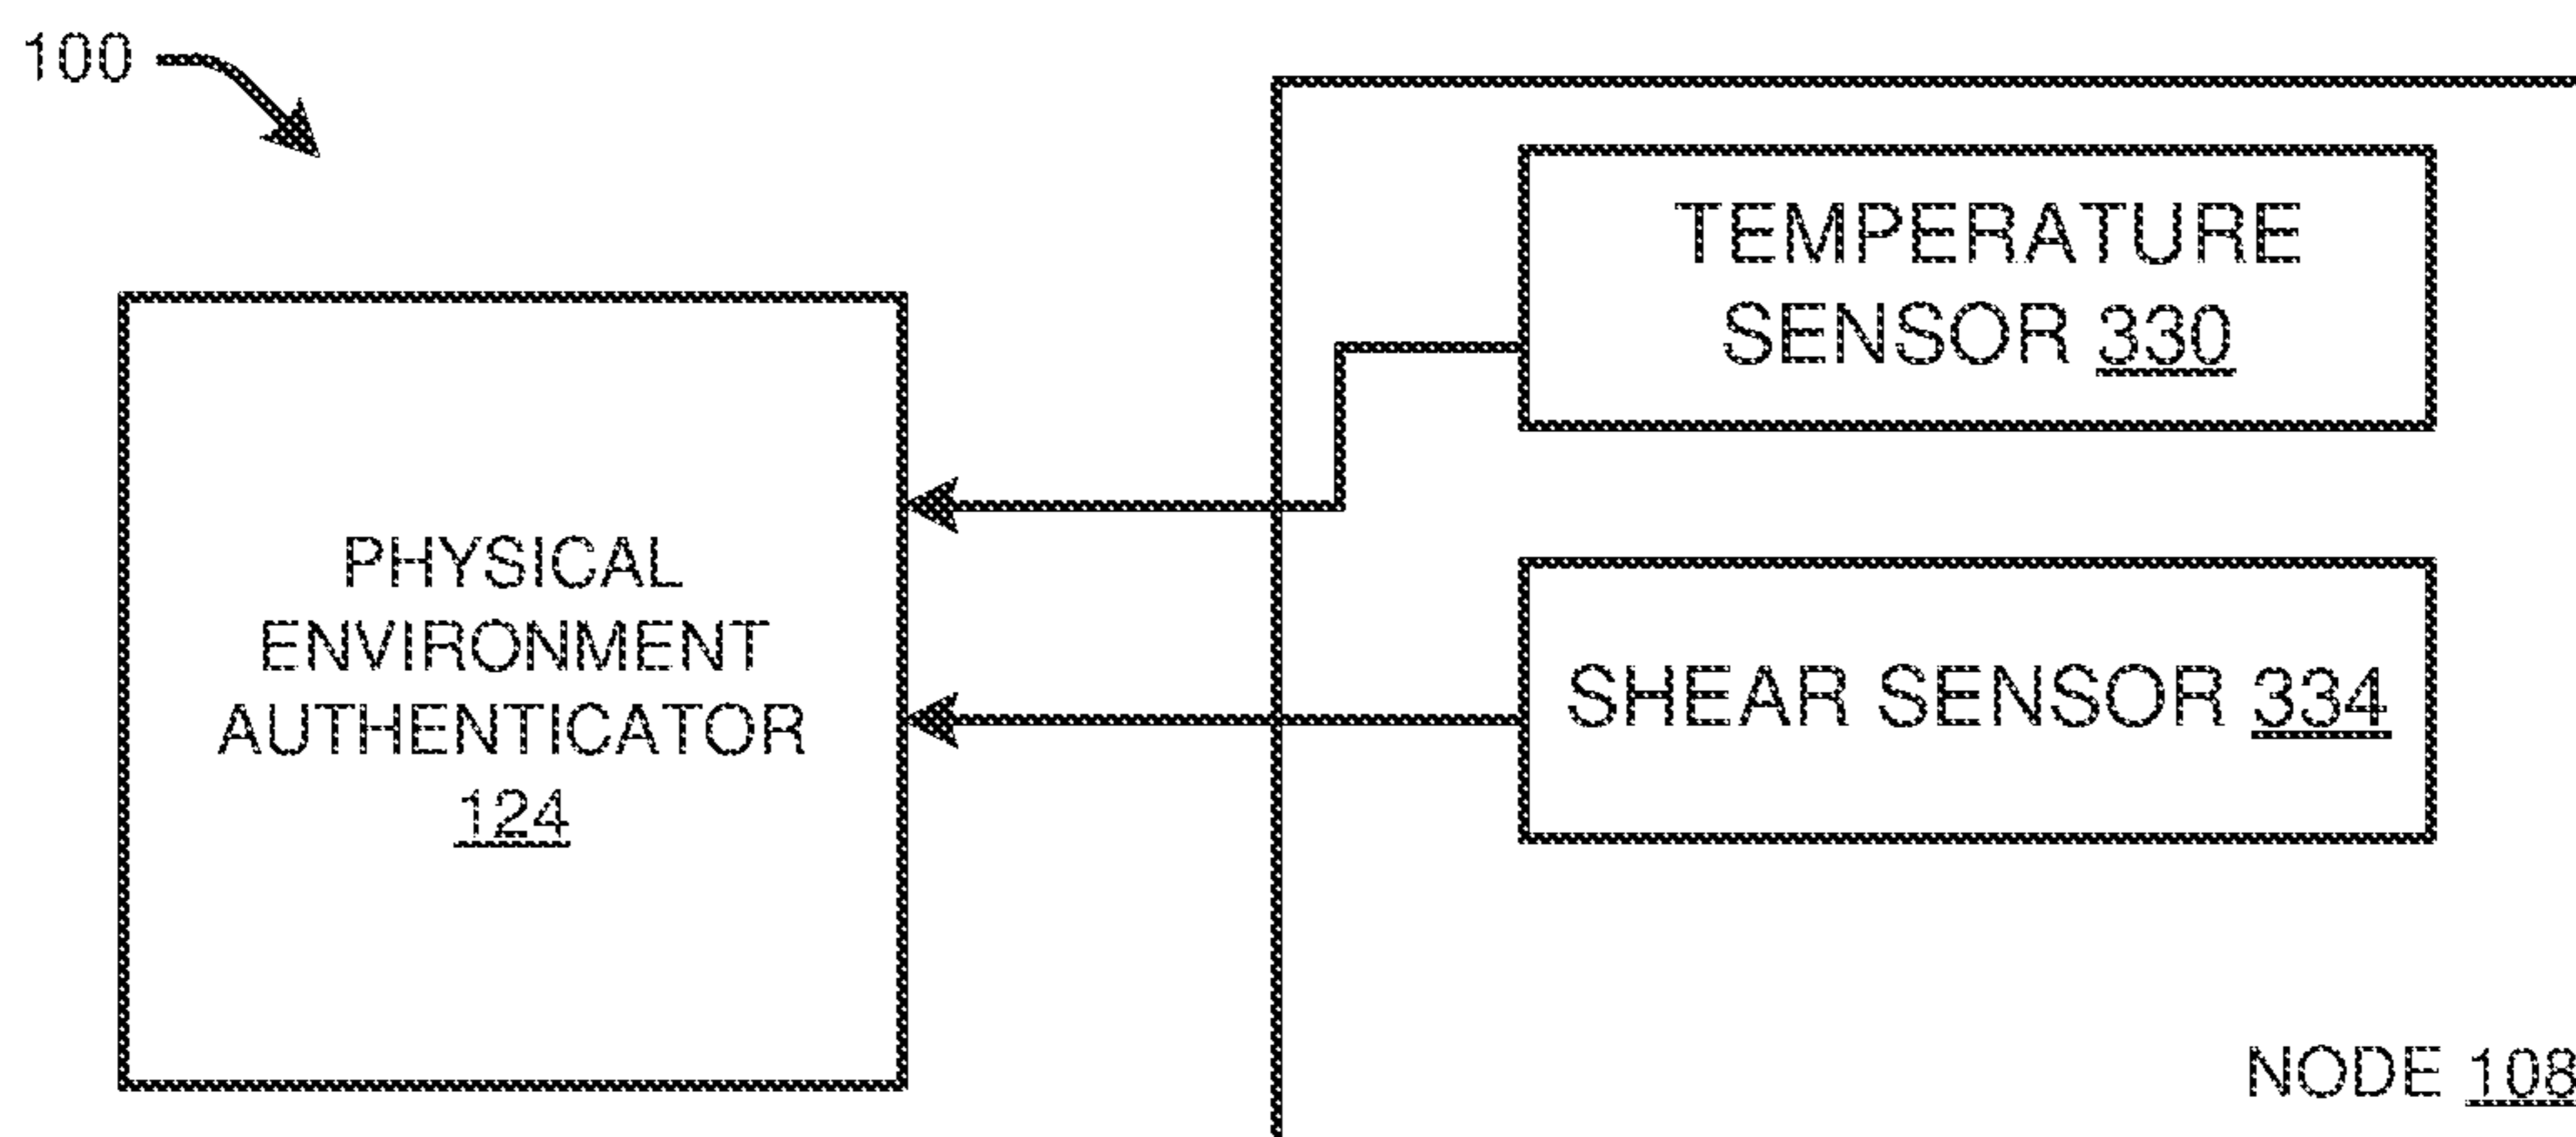 100
TEMPERATURE
SENSOR 330
PHYSICAL
ENVIRONMENT
AUTHENTICATOR
124
SHEAR SENSOR 334
NODE 108